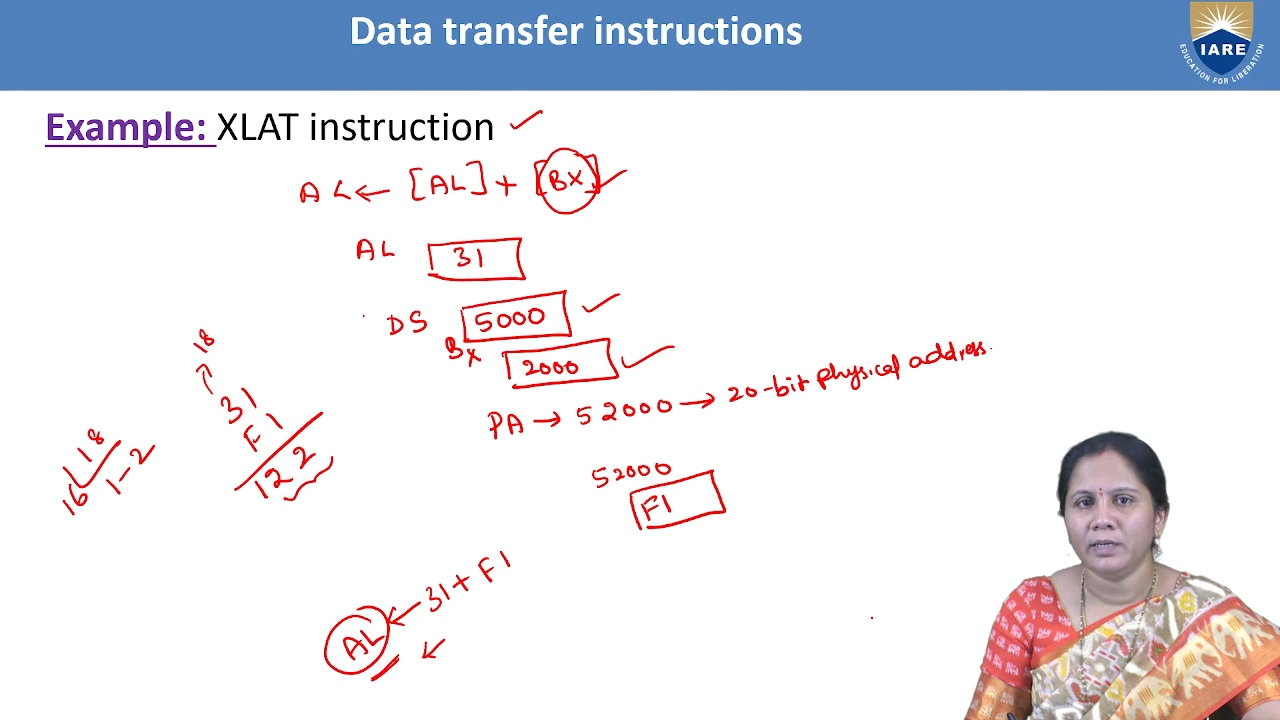 Data transfer instructions
IARE
EDUCATION FOR LIBERATION
Example: XLAT instruction ✓
AL ← [AL] + [BX] ✓
AL 31
DS 5000 ✓
BX 2000 ✓
PA → 52000 → 20-bit physical address.
52000
F1
18
31
F1
122
16 18
1-2
AL ← 31 + F1
←